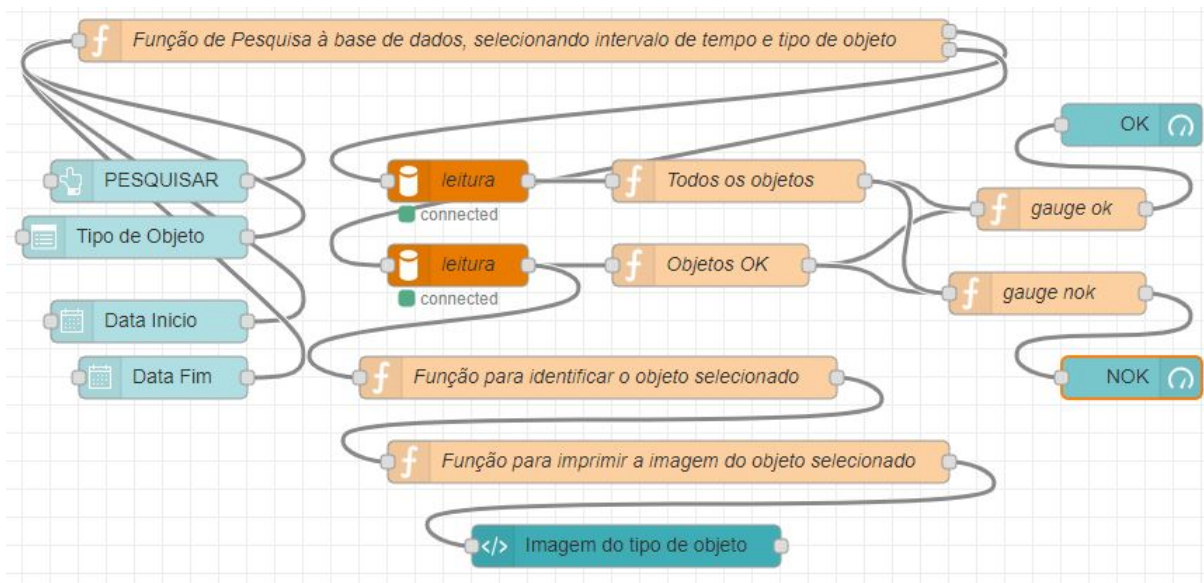 Função de Pesquisa à base de dados, selecionando intervalo de tempo e tipo de objeto
OK
PESQUISAR
leitura
Todos os objetos
connected
gauge ok
Tipo de Objeto
leitura
Objetos OK
connected
gauge nok
Data Inicio
Data Fim
Função para identificar o objeto selecionado
NOK
Função para imprimir a imagem do objeto selecionado
</> Imagem do tipo de objeto